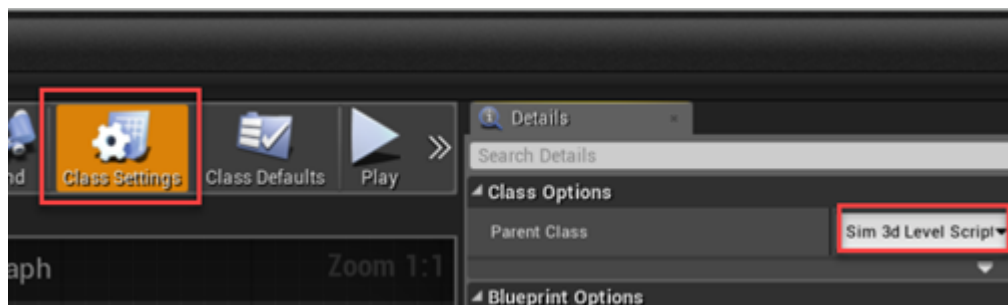 Details
nd Class Settings Class Defaults Play
Search Details
Class Options
Parent Class Sim 3d Level Script
aph Zoom 1:1
Blueprint Options